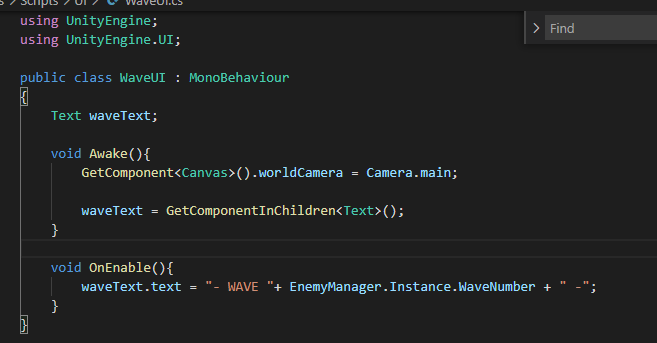 Scripts > UI > WaveUI.cs
using UnityEngine;
using UnityEngine.UI;
> Find
public class WaveUI : MonoBehaviour
{
    Text waveText;
    void Awake(){
        GetComponent<Canvas>().worldCamera = Camera.main;
        waveText = GetComponentInChildren<Text>();
    }
    void OnEnable(){
        waveText.text = "- WAVE "+ EnemyManager.Instance.WaveNumber + " -";
    }
}